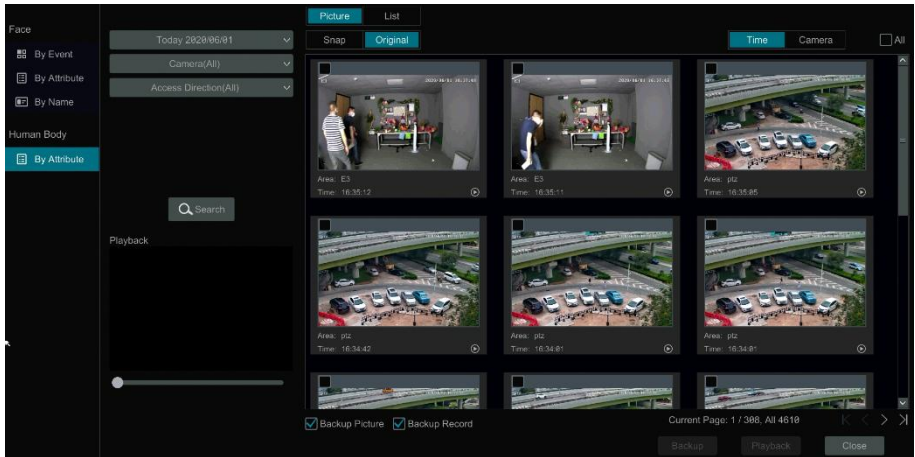 Face
By Event
By Attribute
By Name
Human Body
By Attribute
Today 2020/06/01
Camera(All)
Access Direction(All)
Search
Playback
Picture List
Snap Original
Time Camera All
Area: E3
Time: 16:35:12
Area: E3
Time: 16:35:11
Area: ptz
Time: 16:35:05
Area: ptz
Time: 16:34:42
Area: ptz
Time: 16:34:01
Area: ptz
Time: 16:34:01
Backup Picture Backup Record
Current Page: 1 / 308, All 4610
Backup Playback Close